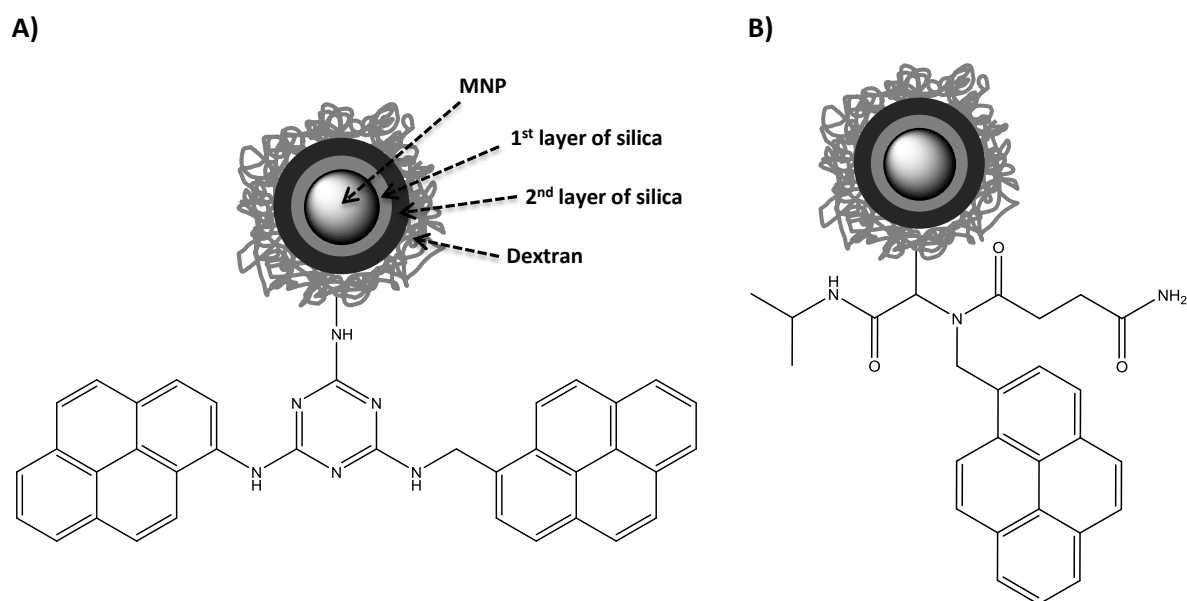 A)
B)
MNP
1st layer of silica
2nd layer of silica
Dextran
NH
N
N
N
N
H
N
H
H
N
O
N
O
O
NH2